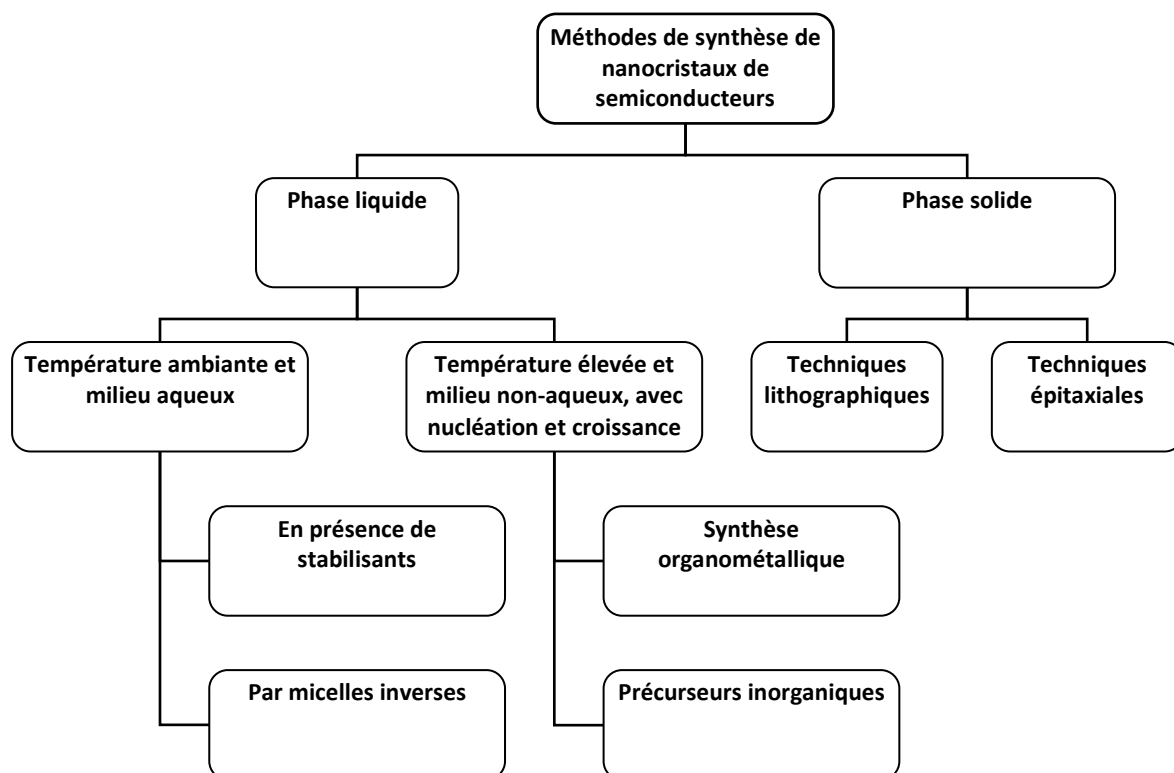 Méthodes de synthèse de
nanocristaux de
semiconducteurs
Phase liquide
Phase solide
Température ambiante et
milieu aqueux
Température élevée et
milieu non-aqueux, avec
nucléation et croissance
Techniques
lithographiques
Techniques
épitaxiales
En présence de
stabilisants
Synthèse
organométallique
Par micelles inverses
Précurseurs inorganiques